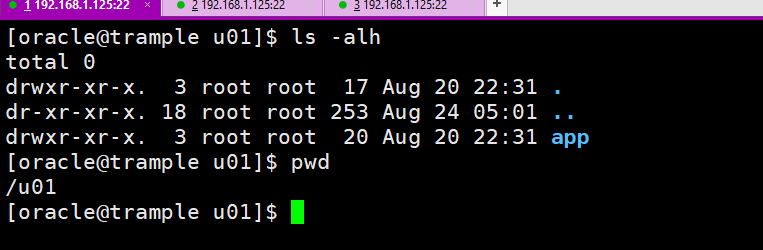 1 192.168.1.125:22 × 2 192.168.1.125:22 3 192.168.1.125:22 +
[oracle@trample u01]$ ls -alh
total 0
drwxr-xr-x.  3 root root  17 Aug 20 22:31 .
dr-xr-xr-x. 18 root root 253 Aug 24 05:01 ..
drwxr-xr-x.  3 root root  20 Aug 20 22:31 app
[oracle@trample u01]$ pwd
/u01
[oracle@trample u01]$